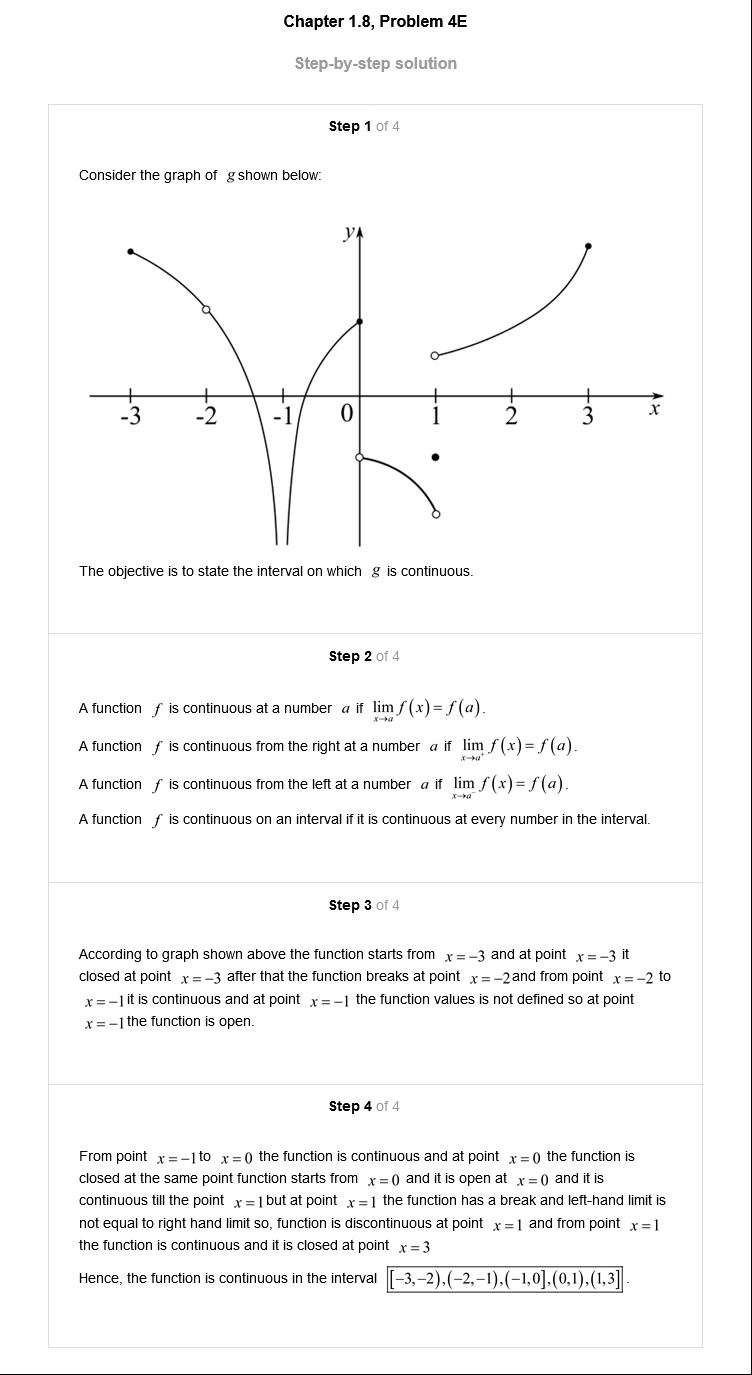 Chapter 1.8, Problem 4E
Step-by-step solution
Step 1 of 4
Consider the graph of g shown below:
y
-3 -2 -1 0 1 2 3 x
The objective is to state the interval on which g is continuous.
Step 2 of 4
A function f is continuous at a number a if lim x→a f(x) = f(a).
A function f is continuous from the right at a number a if lim x→a⁺ f(x) = f(a).
A function f is continuous from the left at a number a if lim x→a⁻ f(x) = f(a).
A function f is continuous on an interval if it is continuous at every number in the interval.
Step 3 of 4
According to graph shown above the function starts from x = −3 and at point x = −3 it
closed at point x = −3 after that the function breaks at point x = −2 and from point x = −2 to
x = −1 it is continuous and at point x = −1 the function values is not defined so at point
x = −1 the function is open.
Step 4 of 4
From point x = −1 to x = 0 the function is continuous and at point x = 0 the function is
closed at the same point function starts from x = 0 and it is open at x = 0 and it is
continuous till the point x = 1 but at point x = 1 the function has a break and left-hand limit is
not equal to right hand limit so, function is discontinuous at point x = 1 and from point x = 1
the function is continuous and it is closed at point x = 3
Hence, the function is continuous in the interval [−3,−2),(−2,−1),(−1,0],(0,1),(1,3].